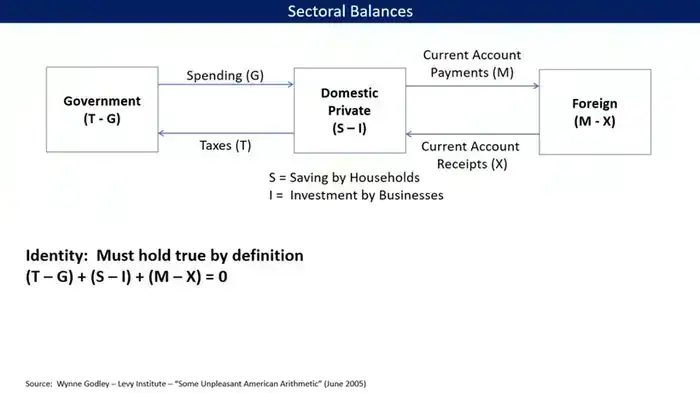 Sectoral Balances
Government
(T - G)
Spending (G)
Taxes (T)
Domestic
Private
(S – I)
Current Account
Payments (M)
Current Account
Receipts (X)
Foreign
(M - X)
S = Saving by Households
I =  Investment by Businesses
Identity:  Must hold true by definition
(T – G) + (S – I) + (M – X) = 0
Source:  Wynne Godley – Levy Institute – “Some Unpleasant American Arithmetic” (June 2005)